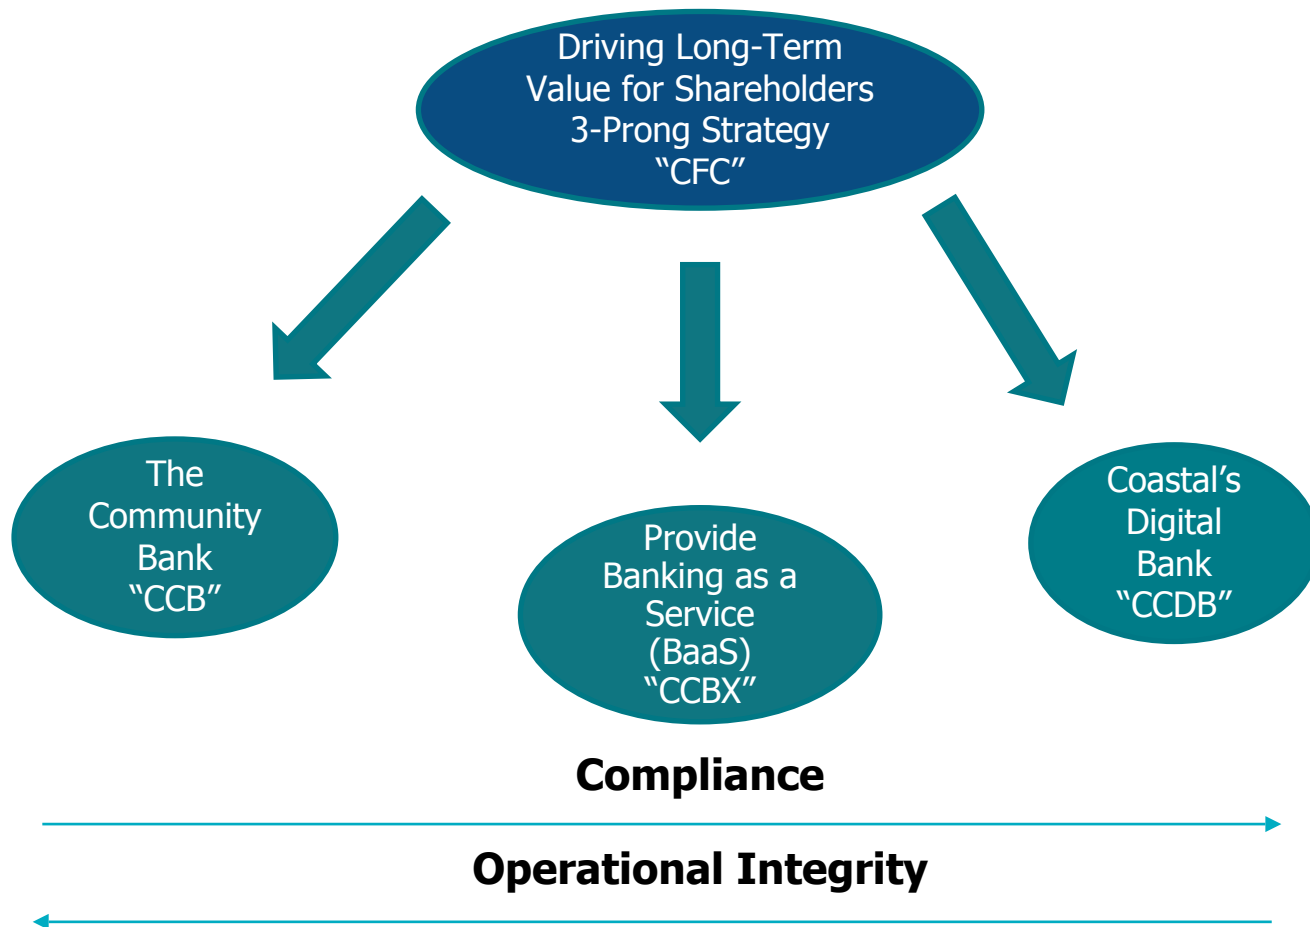 Driving Long-Term
Value for Shareholders
3-Prong Strategy
“CFC”
The
Community
Bank
“CCB”
Provide
Banking as a
Service
(BaaS)
“CCBX”
Coastal’s
Digital
Bank
“CCDB”
Compliance
Operational Integrity